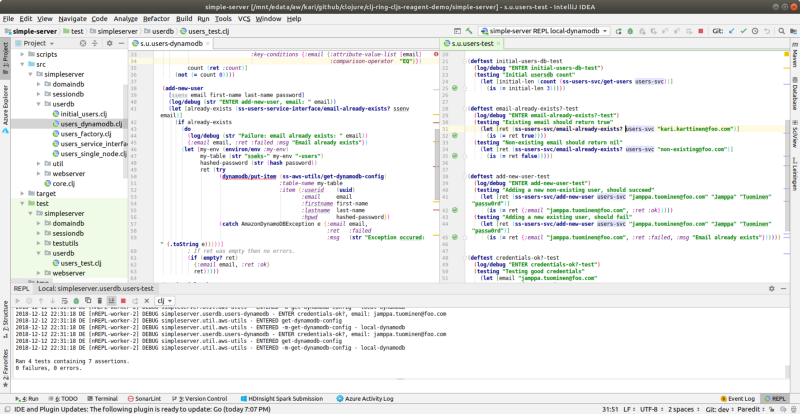 simple-server [/mnt/edata/aw/kari/github/clojure/clj-ring-cljs-reagent-demo/simple-server] - s.u.users-test - IntelliJ IDEA
File Edit View Navigate Code Analyze Refactor Build Run Tools VCS Window Help
simple-server test simpleserver userdb users-test.clj
simple-server REPL local-dynamodb
Git:
Project
scripts
src
simpleserver
domaindb
sessiondb
userdb
initial_users.clj
users_dynamodb.clj
users_factory.clj
users_service_interface
users_single_node.clj
util
webserver
core.clj
target
test
simpleserver
domaindb
sessiondb
testutils
userdb
users_test.clj
webserver
s.u.users-dynamodb
:key-conditions {:email {:attribute-value-list [email]
:comparison-operator "EQ"}})
count (ret :count)]
(not (= count 0))))
(add-new-user
[ssenv email first-name last-name password]
(log/debug (str "ENTER add-new-user, email: " email))
(let [already-exists (ss-users-service-interface/email-already-exists? ssenv
email)]
(if already-exists
(do
(log/debug (str "Failure: email already exists: " email))
{:email email, :ret :failed :msg "Email already exists"})
(let [my-env (environ/env :my-env)
my-table (str "sseks-" my-env "-users")
hashed-password (str (hash password))
ret (try
(dynamodb/put-item (ss-aws-utils/get-dynamodb-config)
:table-name my-table
:item {:userid (uuid)
:email email
:firstname first-name
:lastname last-name
:hpwd hashed-password})
(catch AmazonDynamoDBException e {:email email,
:ret :failed
:msg (str "Exception occured:
" (.toString e))}))]
; If ret was empty then no errors.
(if (empty? ret)
{:email email, :ret :ok}
ret)))))
s.u.users-test
(deftest initial-users-db-test
(log/debug "ENTER initial-users-db-test")
(testing "Initial usersdb count"
(let [initial-len (count (ss-users-svc/get-users users-svc))]
(is (= initial-len 3)))))
(deftest email-already-exists?-test
(log/debug "ENTER email-already-exists?-test")
(testing "Existing email should return true"
(let [ret (ss-users-svc/email-already-exists? users-svc "kari.karttinen@foo.com")]
(is (= ret true))))
(testing "Non-existing email should return nil"
(let [ret (ss-users-svc/email-already-exists? users-svc "non-existing@foo.com")]
(is (= ret false)))))
(deftest add-new-user-test
(log/debug "ENTER add-new-user-test")
(testing "Adding a new non-existing user, should succeed"
(let [ret (ss-users-svc/add-new-user users-svc "jamppa.tuominen@foo.com" "Jamppa" "Tuominen"
"passw0rd")]
(is (= ret {:email "jamppa.tuominen@foo.com", :ret :ok}))))
(testing "Adding a new existing user, should fail"
(let [ret (ss-users-svc/add-new-user users-svc "jamppa.tuominen@foo.com" "Jamppa" "Tuominen"
"passw0rd")]
(is (= ret {:email "jamppa.tuominen@foo.com", :ret :failed, :msg "Email already exists"})))))
(deftest credentials-ok?-test
(log/debug "ENTER credentials-ok?-test")
(testing "Testing good credentials"
(let [email "jamppa.tuominen@foo.com"
REPL Local: simpleserver.userdb.users-test
clj
2018-12-12 22:31:18 DE [nREPL-worker-2] DEBUG simpleserver.userdb.users-dynamodb - ENTER credentials-ok?, email: jamppa.tuominen@foo.com
2018-12-12 22:31:18 DE [nREPL-worker-2] DEBUG simpleserver.util.aws-utils - ENTERED get-dynamodb-config
2018-12-12 22:31:18 DE [nREPL-worker-2] DEBUG simpleserver.util.aws-utils - ENTERED -m-get-dynamodb-config - local-dynamodb
2018-12-12 22:31:18 DE [nREPL-worker-2] DEBUG simpleserver.userdb.users-dynamodb - ENTER credentials-ok?, email: jamppa.tuominen@foo.com
2018-12-12 22:31:18 DE [nREPL-worker-2] DEBUG simpleserver.util.aws-utils - ENTERED get-dynamodb-config
2018-12-12 22:31:18 DE [nREPL-worker-2] DEBUG simpleserver.util.aws-utils - ENTERED -m-get-dynamodb-config - local-dynamodb
Ran 4 tests containing 7 assertions.
0 failures, 0 errors.
4: Run 6: TODO Terminal SonarLint 9: Version Control HDInsight Spark Submission Azure Activity Log Event Log REPL
IDE and Plugin Updates: The following plugin is ready to update: Go (today 7:07 PM) 31:51 LF UTF-8 2 spaces Git: dev Paredit
1: Project
Azure Explorer
7: Structure
2: Favorites
Maven
Database
SciView
Leiningen